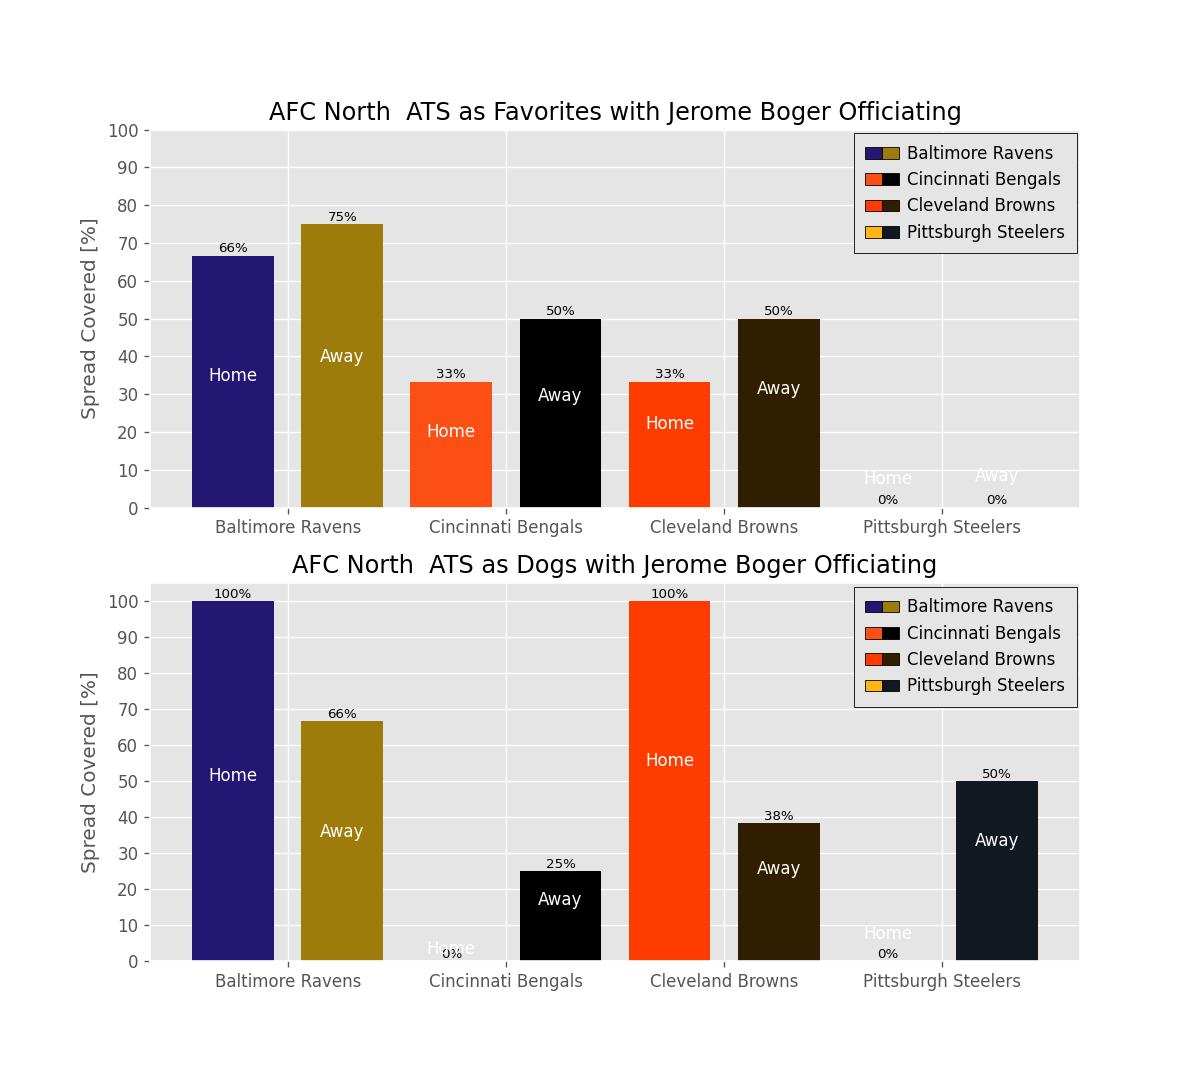 AFC North  ATS as Favorites with Jerome Boger Officiating
Spread Covered [%]
100
90
80
70
60
50
40
30
20
10
0
66%
75%
33%
50%
33%
50%
0%
0%
Home
Away
Home
Away
Home
Away
Home
Away
Baltimore Ravens
Cincinnati Bengals
Cleveland Browns
Pittsburgh Steelers
Baltimore Ravens
Cincinnati Bengals
Cleveland Browns
Pittsburgh Steelers
AFC North  ATS as Dogs with Jerome Boger Officiating
Spread Covered [%]
100
90
80
70
60
50
40
30
20
10
0
100%
66%
0%
25%
100%
38%
0%
50%
Home
Away
Home
Away
Home
Away
Home
Away
Baltimore Ravens
Cincinnati Bengals
Cleveland Browns
Pittsburgh Steelers
Baltimore Ravens
Cincinnati Bengals
Cleveland Browns
Pittsburgh Steelers